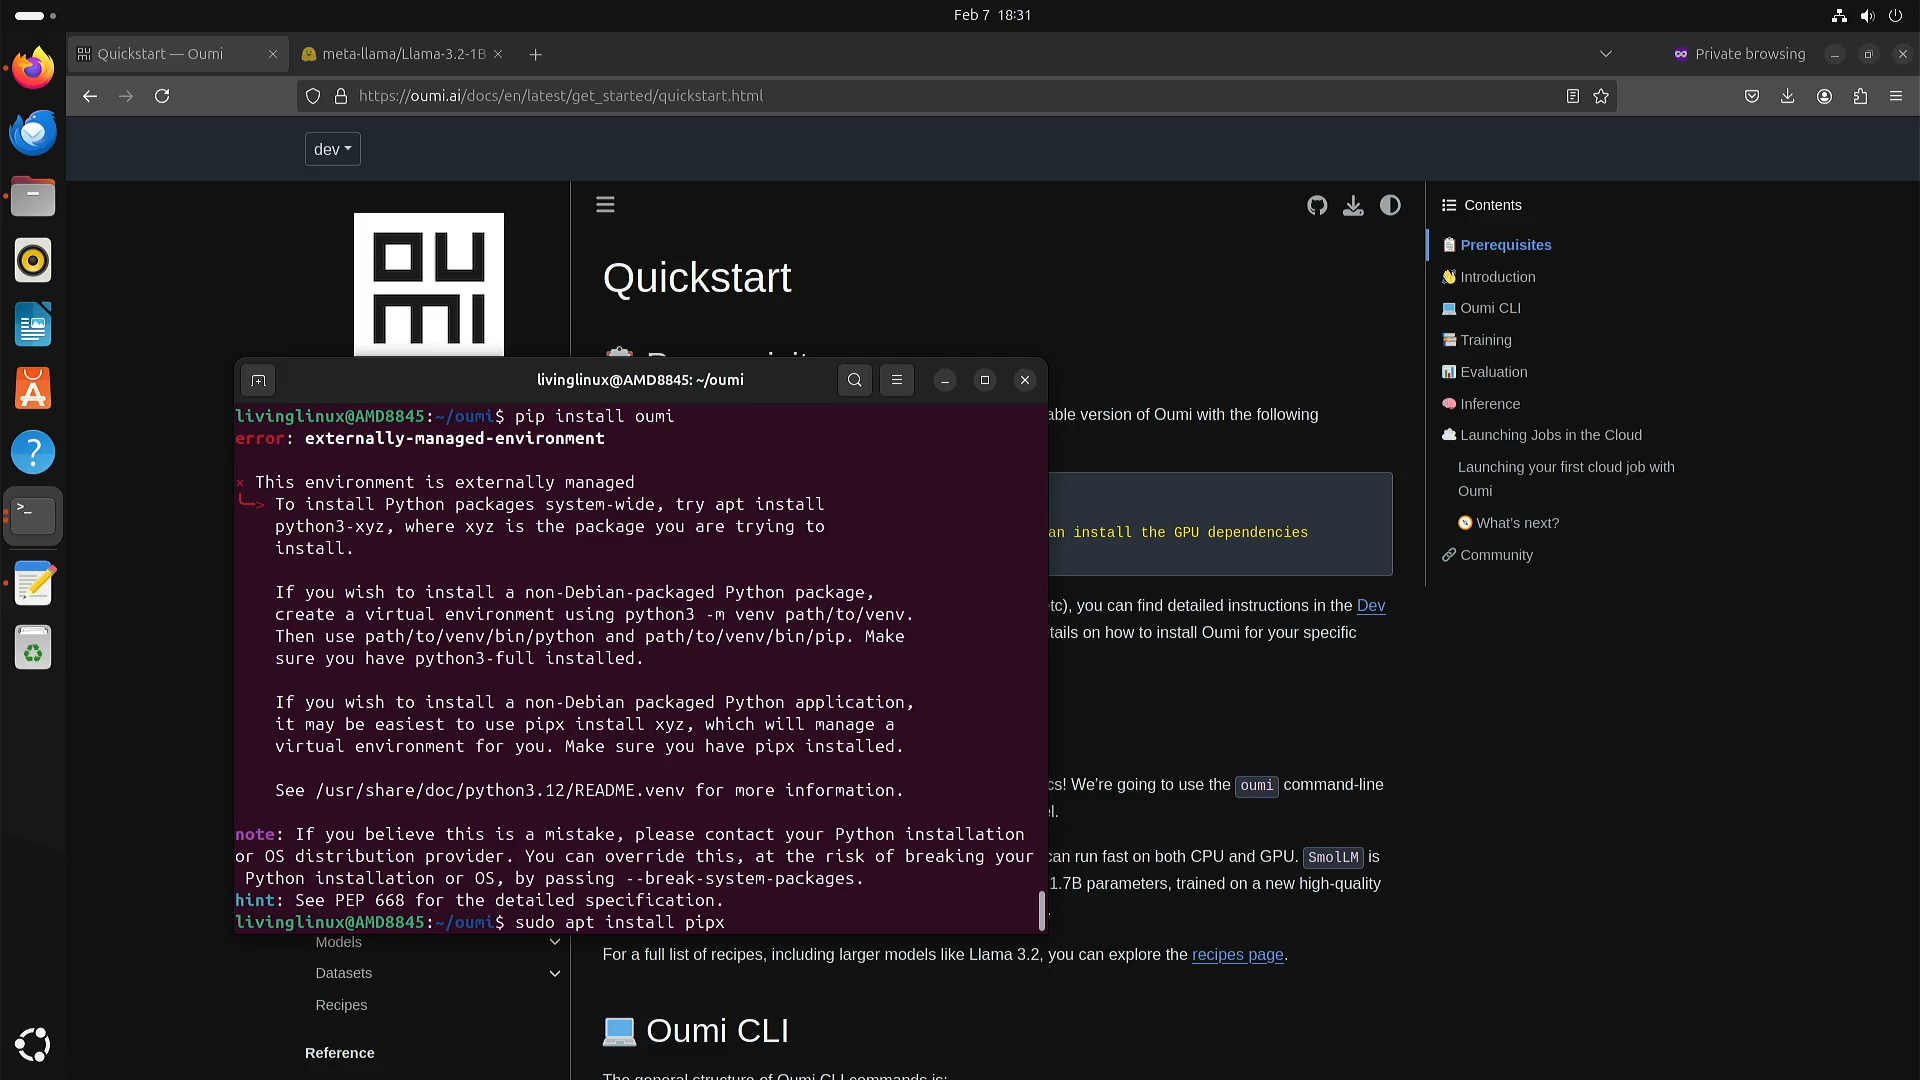 Feb 7 18:31
Quickstart — Oumi
meta-llama/Llama-3.2-1B
Private browsing
https://oumi.ai/docs/en/latest/get_started/quickstart.html
dev
OUMI
Quickstart
Contents
Prerequisites
Introduction
Oumi CLI
Training
Evaluation
Inference
Launching Jobs in the Cloud
Launching your first cloud job with
Oumi
What's next?
Community
livinglinux@AMD8845: ~/oumi
livinglinux@AMD8845:~/oumi$ pip install oumi
error: externally-managed-environment
× This environment is externally managed
╰─> To install Python packages system-wide, try apt install
python3-xyz, where xyz is the package you are trying to
install.
If you wish to install a non-Debian-packaged Python package,
create a virtual environment using python3 -m venv path/to/venv.
Then use path/to/venv/bin/python and path/to/venv/bin/pip. Make
sure you have python3-full installed.
If you wish to install a non-Debian packaged Python application,
it may be easiest to use pipx install xyz, which will manage a
virtual environment for you. Make sure you have pipx installed.
See /usr/share/doc/python3.12/README.venv for more information.
note: If you believe this is a mistake, please contact your Python installation
or OS distribution provider. You can override this, at the risk of breaking your
Python installation or OS, by passing --break-system-packages.
hint: See PEP 668 for the detailed specification.
livinglinux@AMD8845:~/oumi$ sudo apt install pipx
able version of Oumi with the following
an install the GPU dependencies
etc), you can find detailed instructions in the Dev
tails on how to install Oumi for your specific
cs! We're going to use the oumi command-line
el.
can run fast on both CPU and GPU. SmolLM is
1.7B parameters, trained on a new high-quality
For a full list of recipes, including larger models like Llama 3.2, you can explore the recipes page.
Oumi CLI
The general structure of Oumi CLI commands is:
Models
Datasets
Recipes
Reference